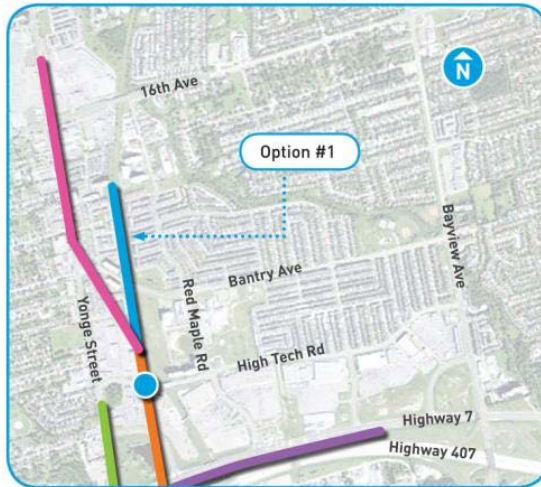 16th Ave
N
Option #1
Bayview Ave
Bantry Ave
Red Maple Rd
Yonge Street
High Tech Rd
Highway 7
Highway 407